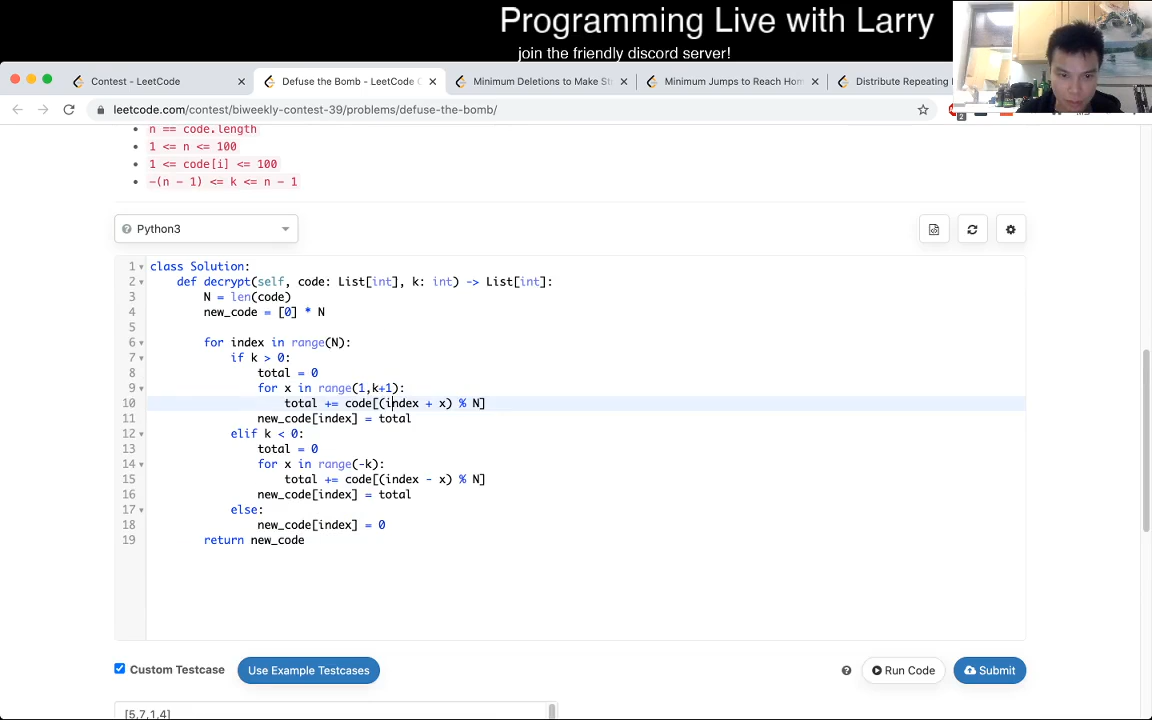 Programming Live with Larry
join the friendly discord server!
Contest - LeetCode
Defuse the Bomb - LeetCode
Minimum Deletions to Make St
Minimum Jumps to Reach Hom
Distribute Repeating
leetcode.com/contest/biweekly-contest-39/problems/defuse-the-bomb/
2
n == code.length
1 <= n <= 100
1 <= code[i] <= 100
-(n - 1) <= k <= n - 1
Python3
1 class Solution:
2 def decrypt(self, code: List[int], k: int) -> List[int]:
3 N = len(code)
4 new_code = [0] * N
5
6 for index in range(N):
7 if k > 0:
8 total = 0
9 for x in range(1,k+1):
10 total += code[(index + x) % N]
11 new_code[index] = total
12 elif k < 0:
13 total = 0
14 for x in range(-k):
15 total += code[(index - x) % N]
16 new_code[index] = total
17 else:
18 new_code[index] = 0
19 return new_code
Custom Testcase
Use Example Testcases
? Run Code
Submit
[5,7,1,4]